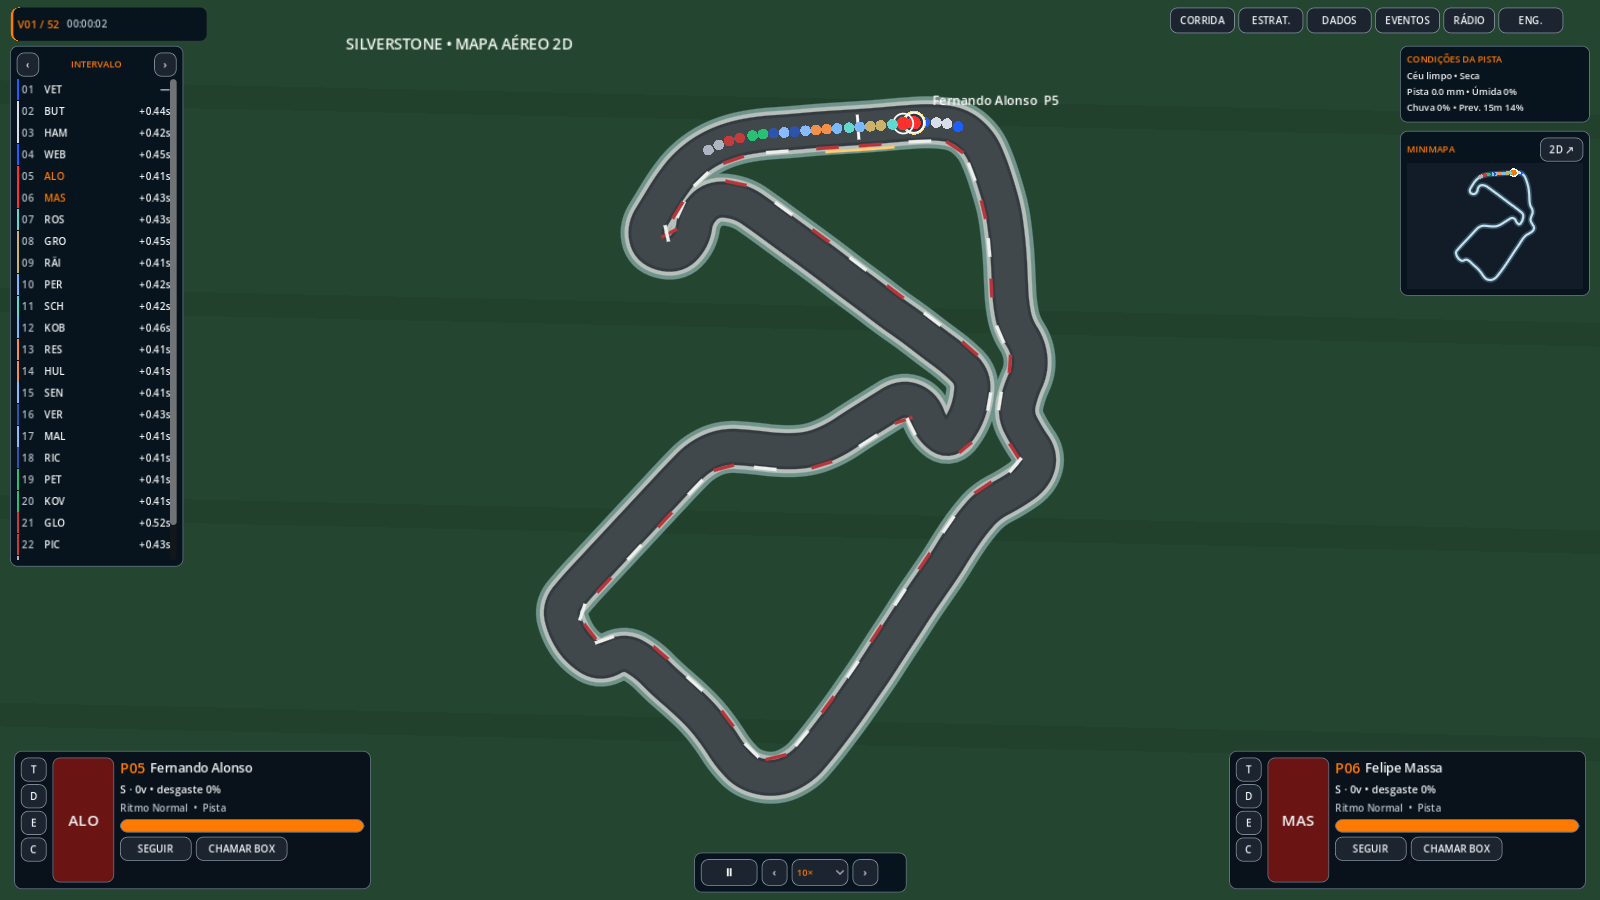 V01 / 52 00:00:02
SILVERSTONE • MAPA AÉREO 2D
CORRIDA ESTRAT. DADOS EVENTOS RÁDIO ENG.
‹ INTERVALO ›
01 VET —
02 BUT +0.44s
03 HAM +0.42s
04 WEB +0.45s
05 ALO +0.41s
06 MAS +0.43s
07 ROS +0.43s
08 GRO +0.45s
09 RÄI +0.41s
10 PER +0.42s
11 SCH +0.42s
12 KOB +0.46s
13 RES +0.41s
14 HUL +0.41s
15 SEN +0.41s
16 VER +0.43s
17 MAL +0.41s
18 RIC +0.41s
19 PET +0.41s
20 KOV +0.41s
21 GLO +0.52s
22 PIC +0.43s
Fernando Alonso P5
CONDIÇÕES DA PISTA
Céu limpo • Seca
Pista 0.0 mm • Úmida 0%
Chuva 0% • Prev. 15m 14%
MINIMAPA 2D ↗
T
D
E
C
ALO
P05 Fernando Alonso
S · 0v • desgaste 0%
Ritmo Normal • Pista
SEGUIR CHAMAR BOX
⏸ ‹ 10× ›
T
D
E
C
MAS
P06 Felipe Massa
S · 0v • desgaste 0%
Ritmo Normal • Pista
SEGUIR CHAMAR BOX